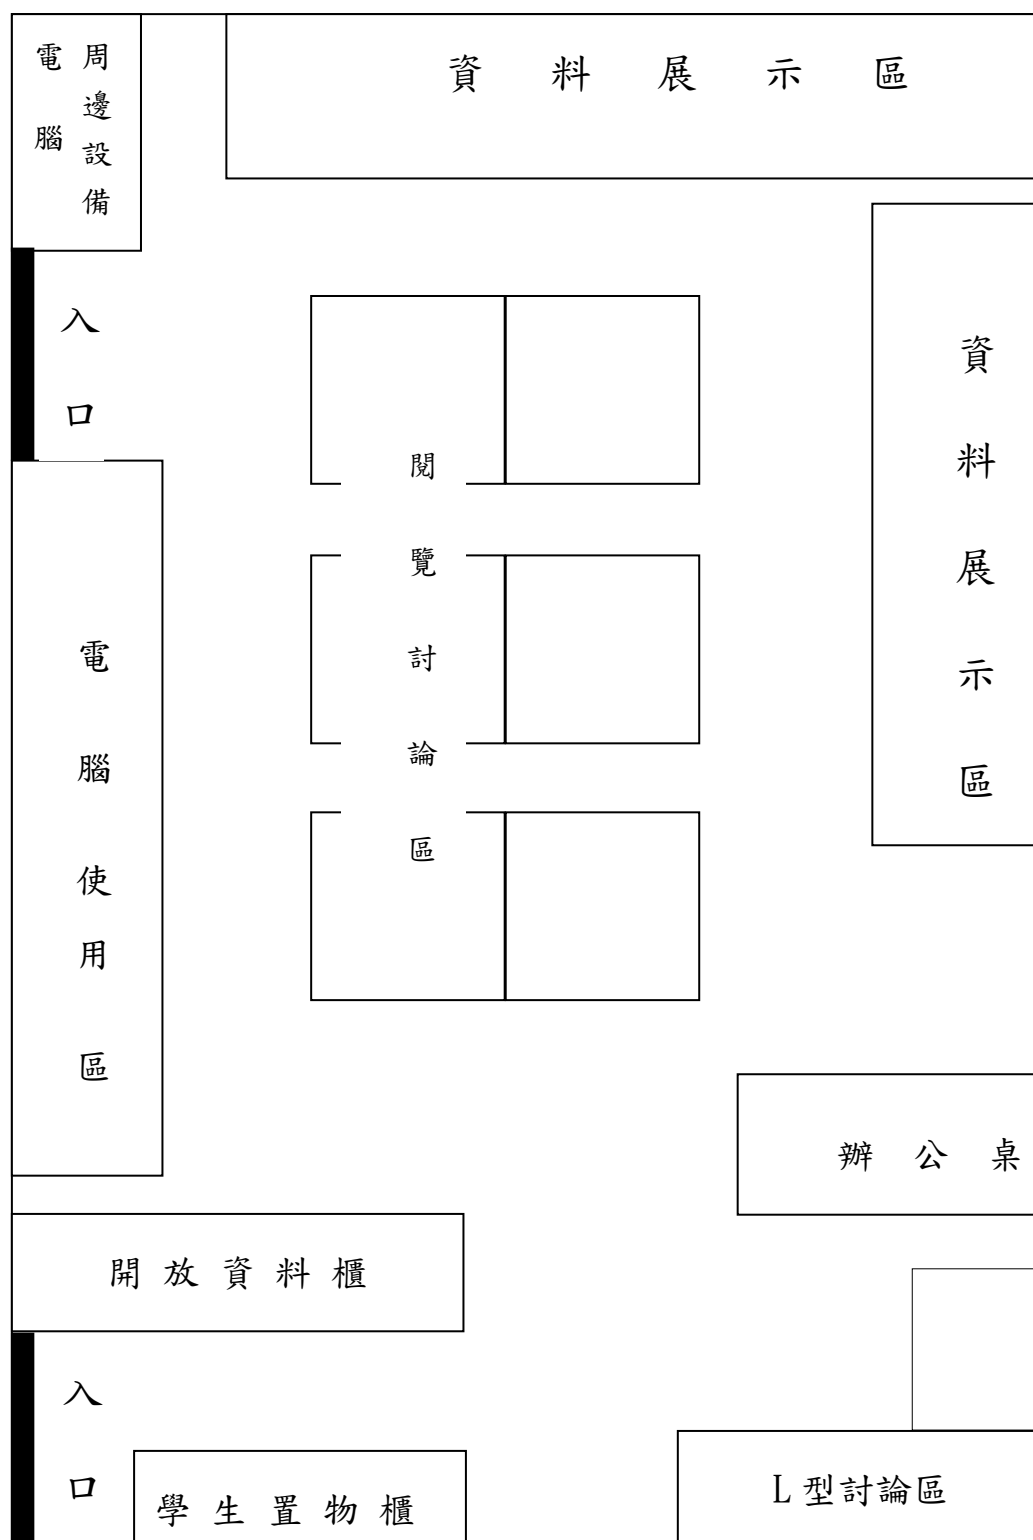 電腦
周邊設備
資料展示區
入口
資料展示區
閱覽討論區
電腦使用區
辦公桌
開放資料櫃
入口
學生置物櫃
L型討論區